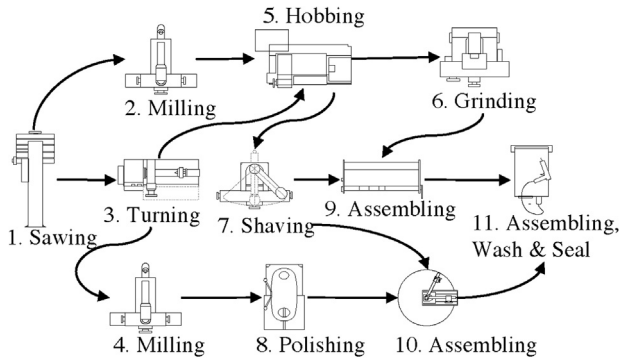 5. Hobbing
2. Milling
6. Grinding
3. Turning
7. Shaving
9. Assembling
11. Assembling,
Wash & Seal
1. Sawing
4. Milling
8. Polishing
10. Assembling